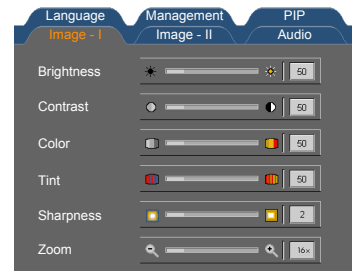 Language Management PIP
Image - I Image - II Audio
Brightness 50
Contrast 50
Color 50
Tint 50
Sharpness 2
Zoom 16x